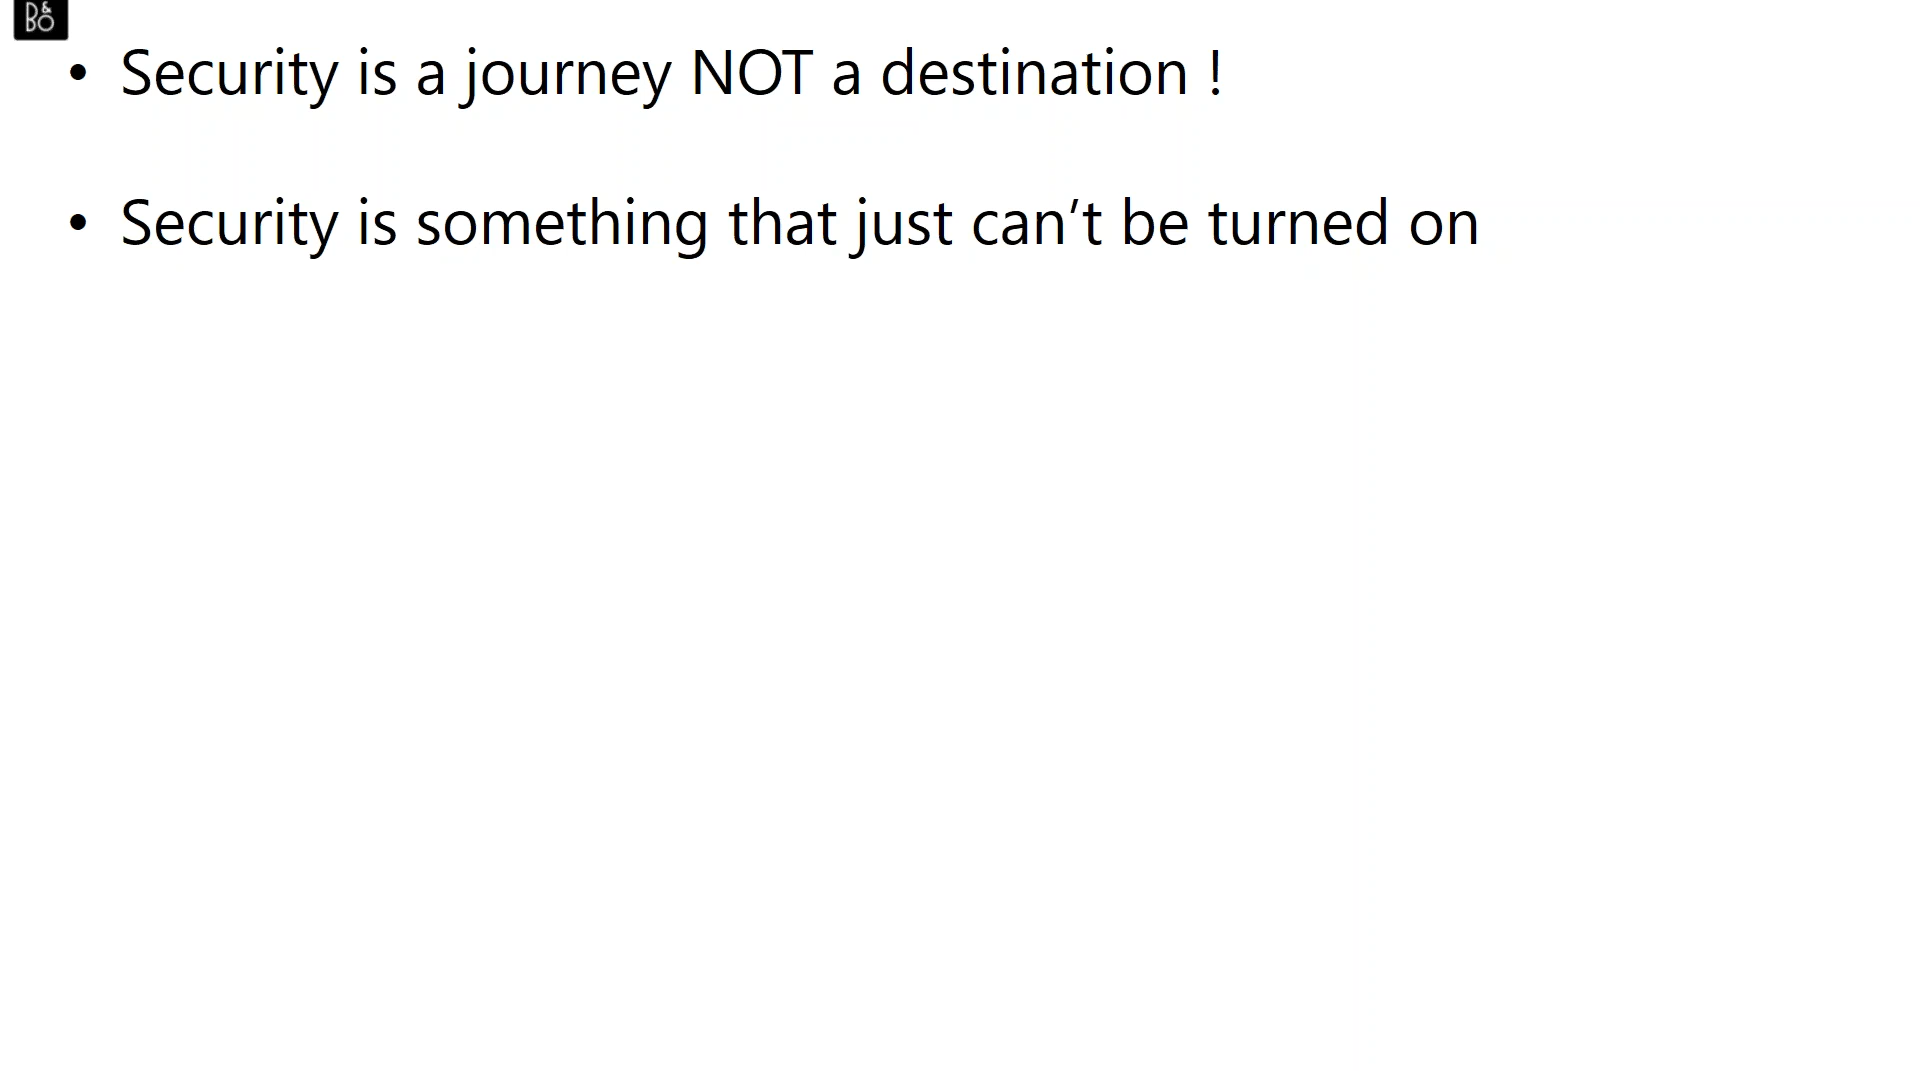 B&O
• Security is a journey NOT a destination !
• Security is something that just can’t be turned on